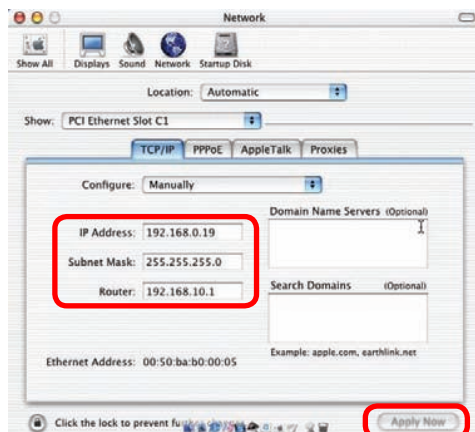 Network
Show All Displays Sound Network Startup Disk
Location: Automatic
Show: PCI Ethernet Slot C1
TCP/IP PPPoE AppleTalk Proxies
Configure: Manually
Domain Name Servers (Optional)
IP Address: 192.168.0.19
Subnet Mask: 255.255.255.0
Router: 192.168.10.1
Search Domains (Optional)
Example: apple.com, earthlink.net
Ethernet Address: 00:50:ba:b0:00:05
Click the lock to prevent
Apply Now